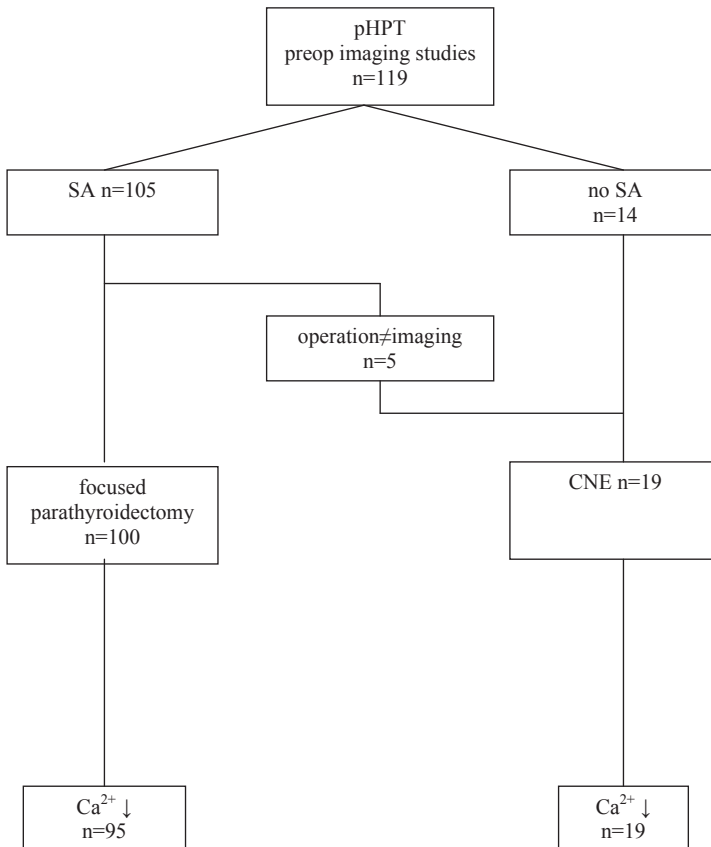 pHPT
preop imaging studies
n=119
SA n=105
no SA
n=14
operation≠imaging
n=5
focused
parathyroidectomy
n=100
CNE n=19
Ca²⁺ ↓
n=95
Ca²⁺ ↓
n=19